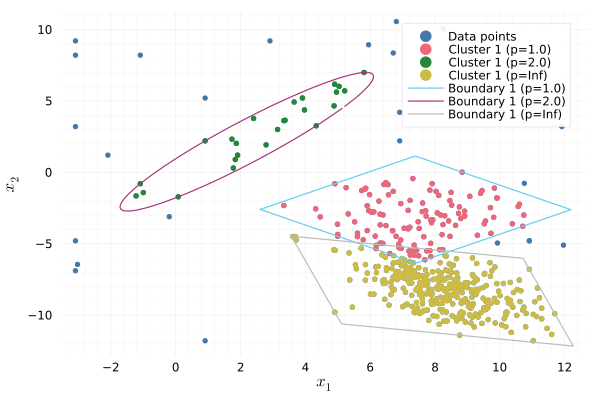 10
5
0
−5
−10
x₂
Data points
Cluster 1 (p=1.0)
Cluster 1 (p=2.0)
Cluster 1 (p=Inf)
Boundary 1 (p=1.0)
Boundary 1 (p=2.0)
Boundary 1 (p=Inf)
−2 0 2 4 6 8 10 12
x₁